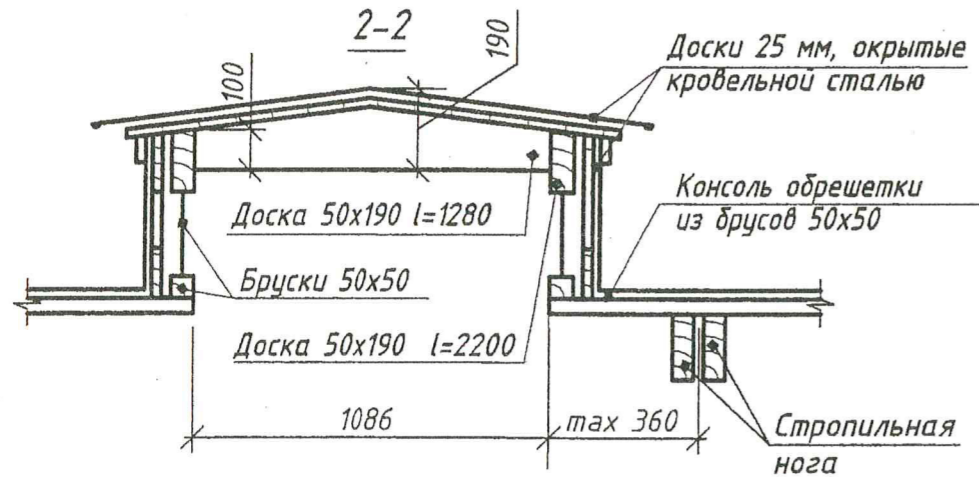 2-2
190
100
Доски 25 мм, окрытые
кровельной сталью
Доска 50х190 l=1280
Консоль обрешетки
из брусов 50х50
Бруски 50х50
Доска 50х190 l=2200
1086
max 360
Стропильная
нога